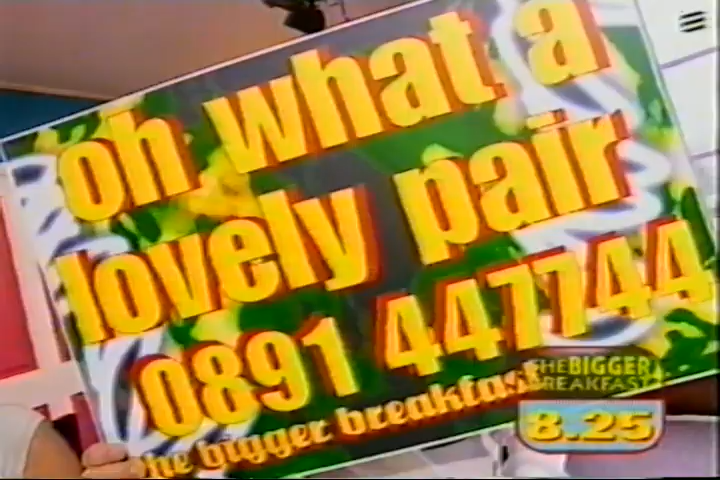 oh what a
lovely pair
0891 447744
the bigger breakfast
THE BIGGER
BREAKFAST
8.25